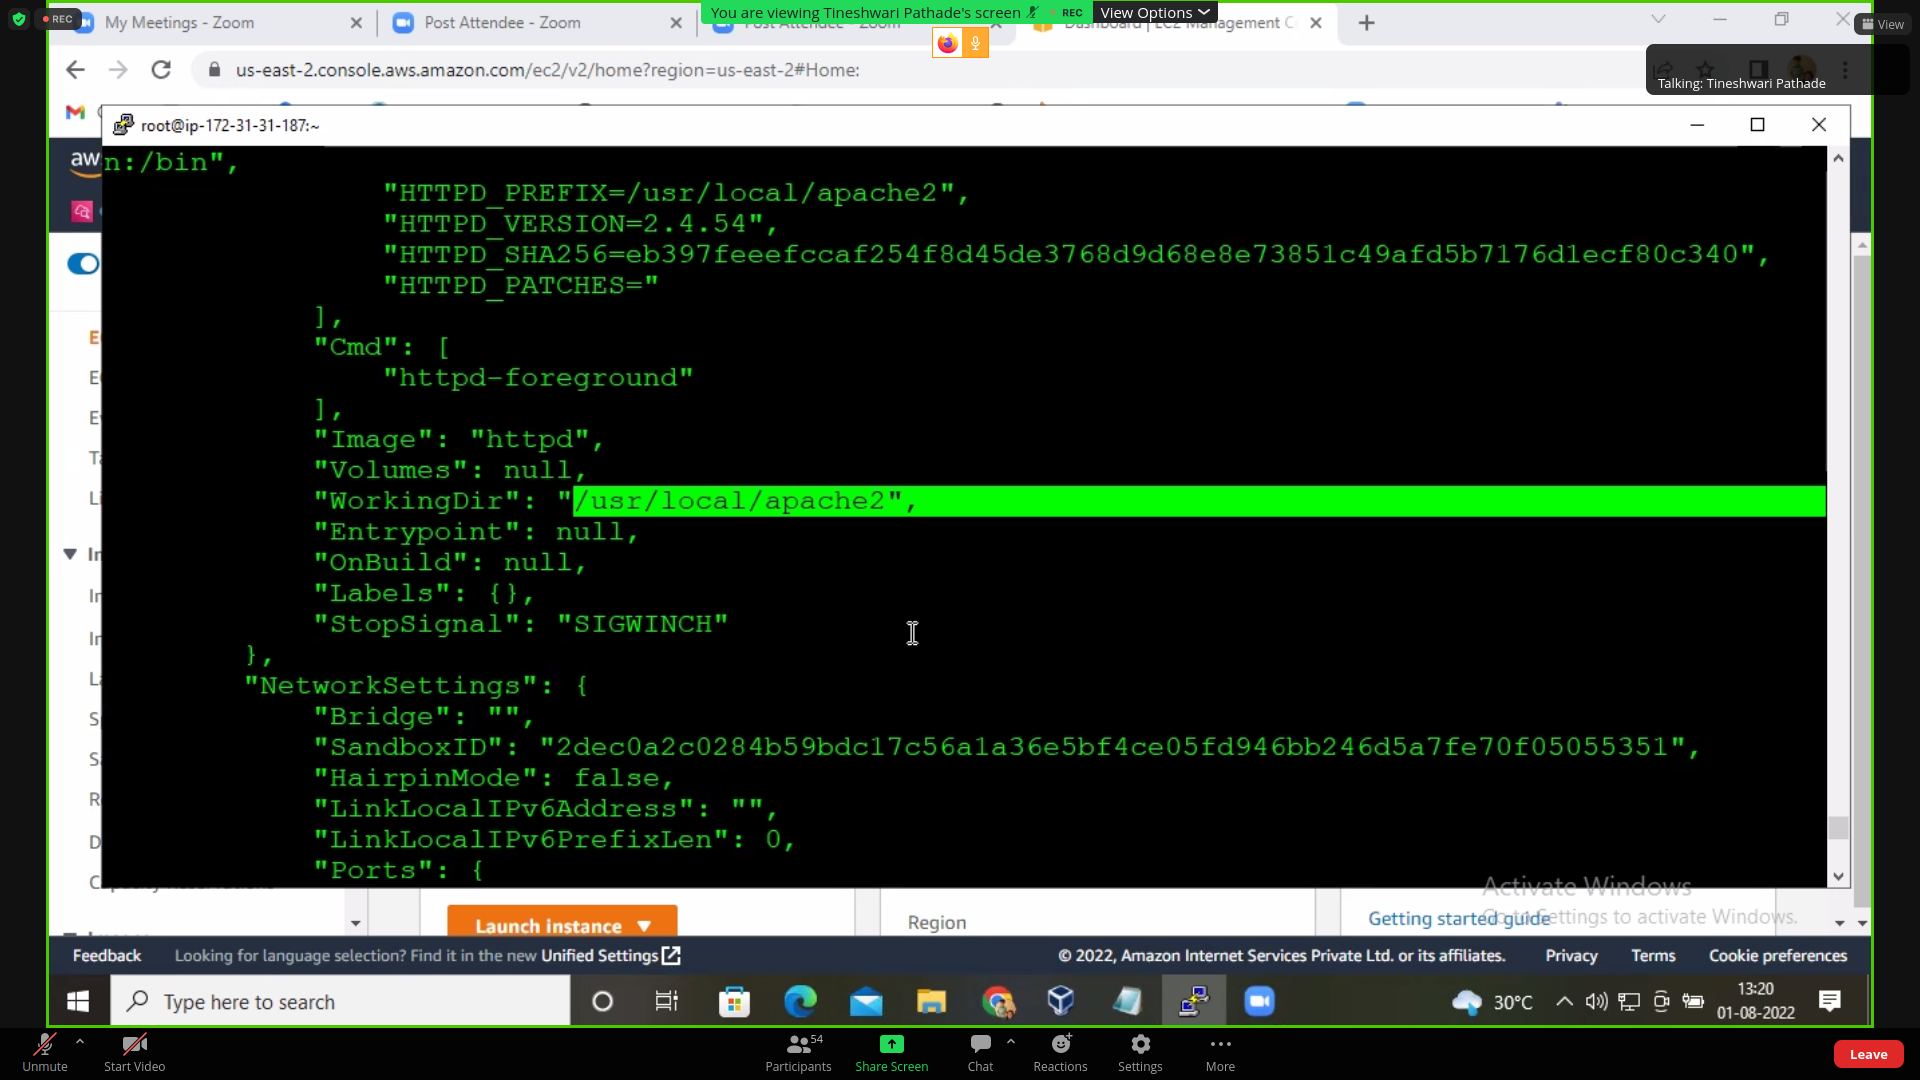 REC
My Meetings - Zoom
Post Attendee - Zoom
Post Attendee - Zoom
Dashboard | EC2 Management C
You are viewing Tineshwari Pathade's screen
REC
View Options
View
us-east-2.console.aws.amazon.com/ec2/v2/home?region=us-east-2#Home:
Talking: Tineshwari Pathade
root@ip-172-31-31-187:~
aw
n:/bin",
"HTTPD_PREFIX=/usr/local/apache2",
"HTTPD_VERSION=2.4.54",
"HTTPD_SHA256=eb397feeefccaf254f8d45de3768d9d68e8e73851c49afd5b7176d1ecf80c340",
"HTTPD_PATCHES="
],
"Cmd": [
"httpd-foreground"
],
"Image": "httpd",
"Volumes": null,
"WorkingDir": "/usr/local/apache2",
"Entrypoint": null,
"OnBuild": null,
"Labels": {},
"StopSignal": "SIGWINCH"
},
"NetworkSettings": {
"Bridge": "",
"SandboxID": "2dec0a2c0284b59bdc17c56a1a36e5bf4ce05fd946bb246d5a7fe70f05055351",
"HairpinMode": false,
"LinkLocalIPv6Address": "",
"LinkLocalIPv6PrefixLen": 0,
"Ports": {
Launch instance
Region
Getting started guide
Activate Windows
Go to Settings to activate Windows.
Feedback
Looking for language selection? Find it in the new Unified Settings
© 2022, Amazon Internet Services Private Ltd. or its affiliates.
Privacy
Terms
Cookie preferences
Type here to search
30°C
13:20
01-08-2022
Unmute
Start Video
54
Participants
Share Screen
Chat
Reactions
Settings
More
Leave